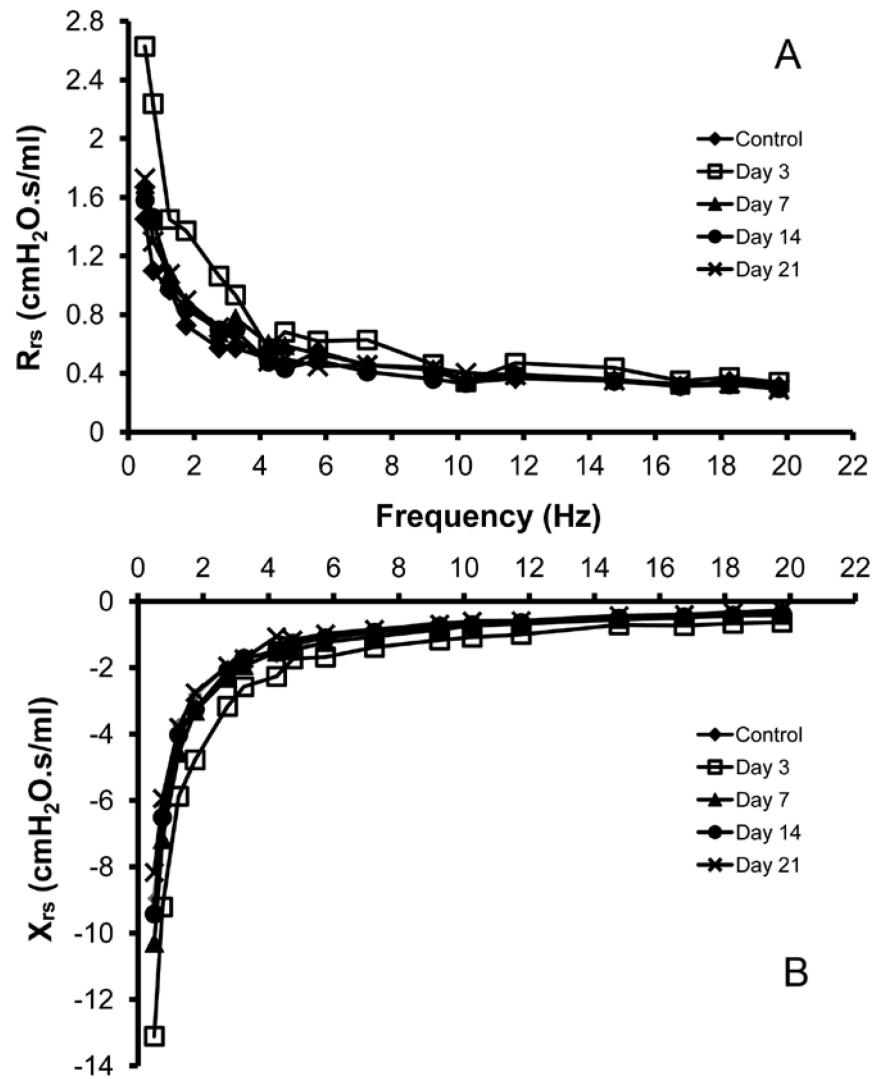 2.8
A
2.4
2
Control
1.6
Day 3
Day 7
1.2
Day 14
0.8
Day 21
0.4
0
Rrs (cmH2O.s/ml)
0 2 4 6 8 10 12 14 16 18 20 22
Frequency (Hz)
0 2 4 6 8 10 12 14 16 18 20 22
0
-2
-4
Control
Day 3
-6
Day 7
-8
Day 14
Day 21
-10
B
-12
-14
Xrs (cmH2O.s/ml)